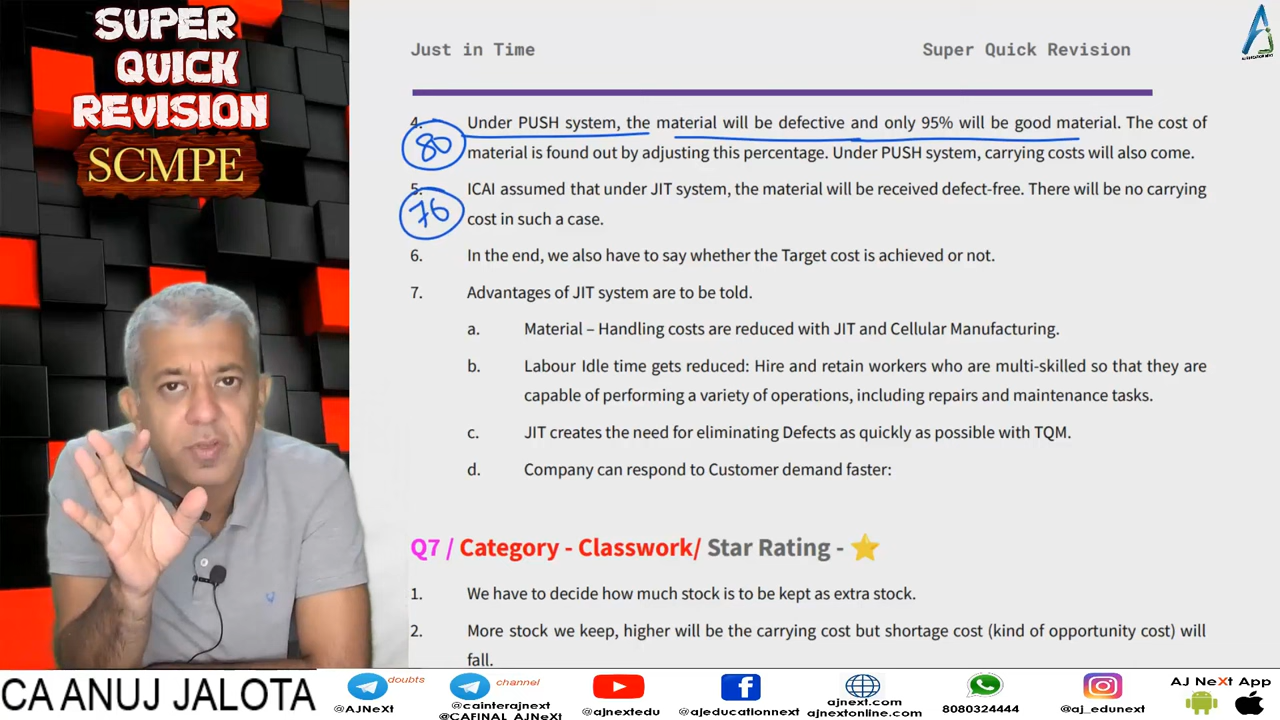 SUPER
QUICK
REVISION
SCMPE
Just in Time
Super Quick Revision
4. Under PUSH system, the material will be defective and only 95% will be good material. The cost of
80
material is found out by adjusting this percentage. Under PUSH system, carrying costs will also come.
5. ICAI assumed that under JIT system, the material will be received defect-free. There will be no carrying
76
cost in such a case.
6. In the end, we also have to say whether the Target cost is achieved or not.
7. Advantages of JIT system are to be told.
a. Material – Handling costs are reduced with JIT and Cellular Manufacturing.
b. Labour Idle time gets reduced: Hire and retain workers who are multi-skilled so that they are
capable of performing a variety of operations, including repairs and maintenance tasks.
c. JIT creates the need for eliminating Defects as quickly as possible with TQM.
d. Company can respond to Customer demand faster:
Q7 / Category - Classwork/ Star Rating -
1. We have to decide how much stock is to be kept as extra stock.
2. More stock we keep, higher will be the carrying cost but shortage cost (kind of opportunity cost) will
fall.
CA ANUJ JALOTA
doubts
@AJNeXt
channel
@cainterajnext
@CAFINAL_AJNeXt
@ajnextedu
@ajeducationnext
ajnext.com
ajnextonline.com
8080324444
@aj_edunext
AJ NeXt App